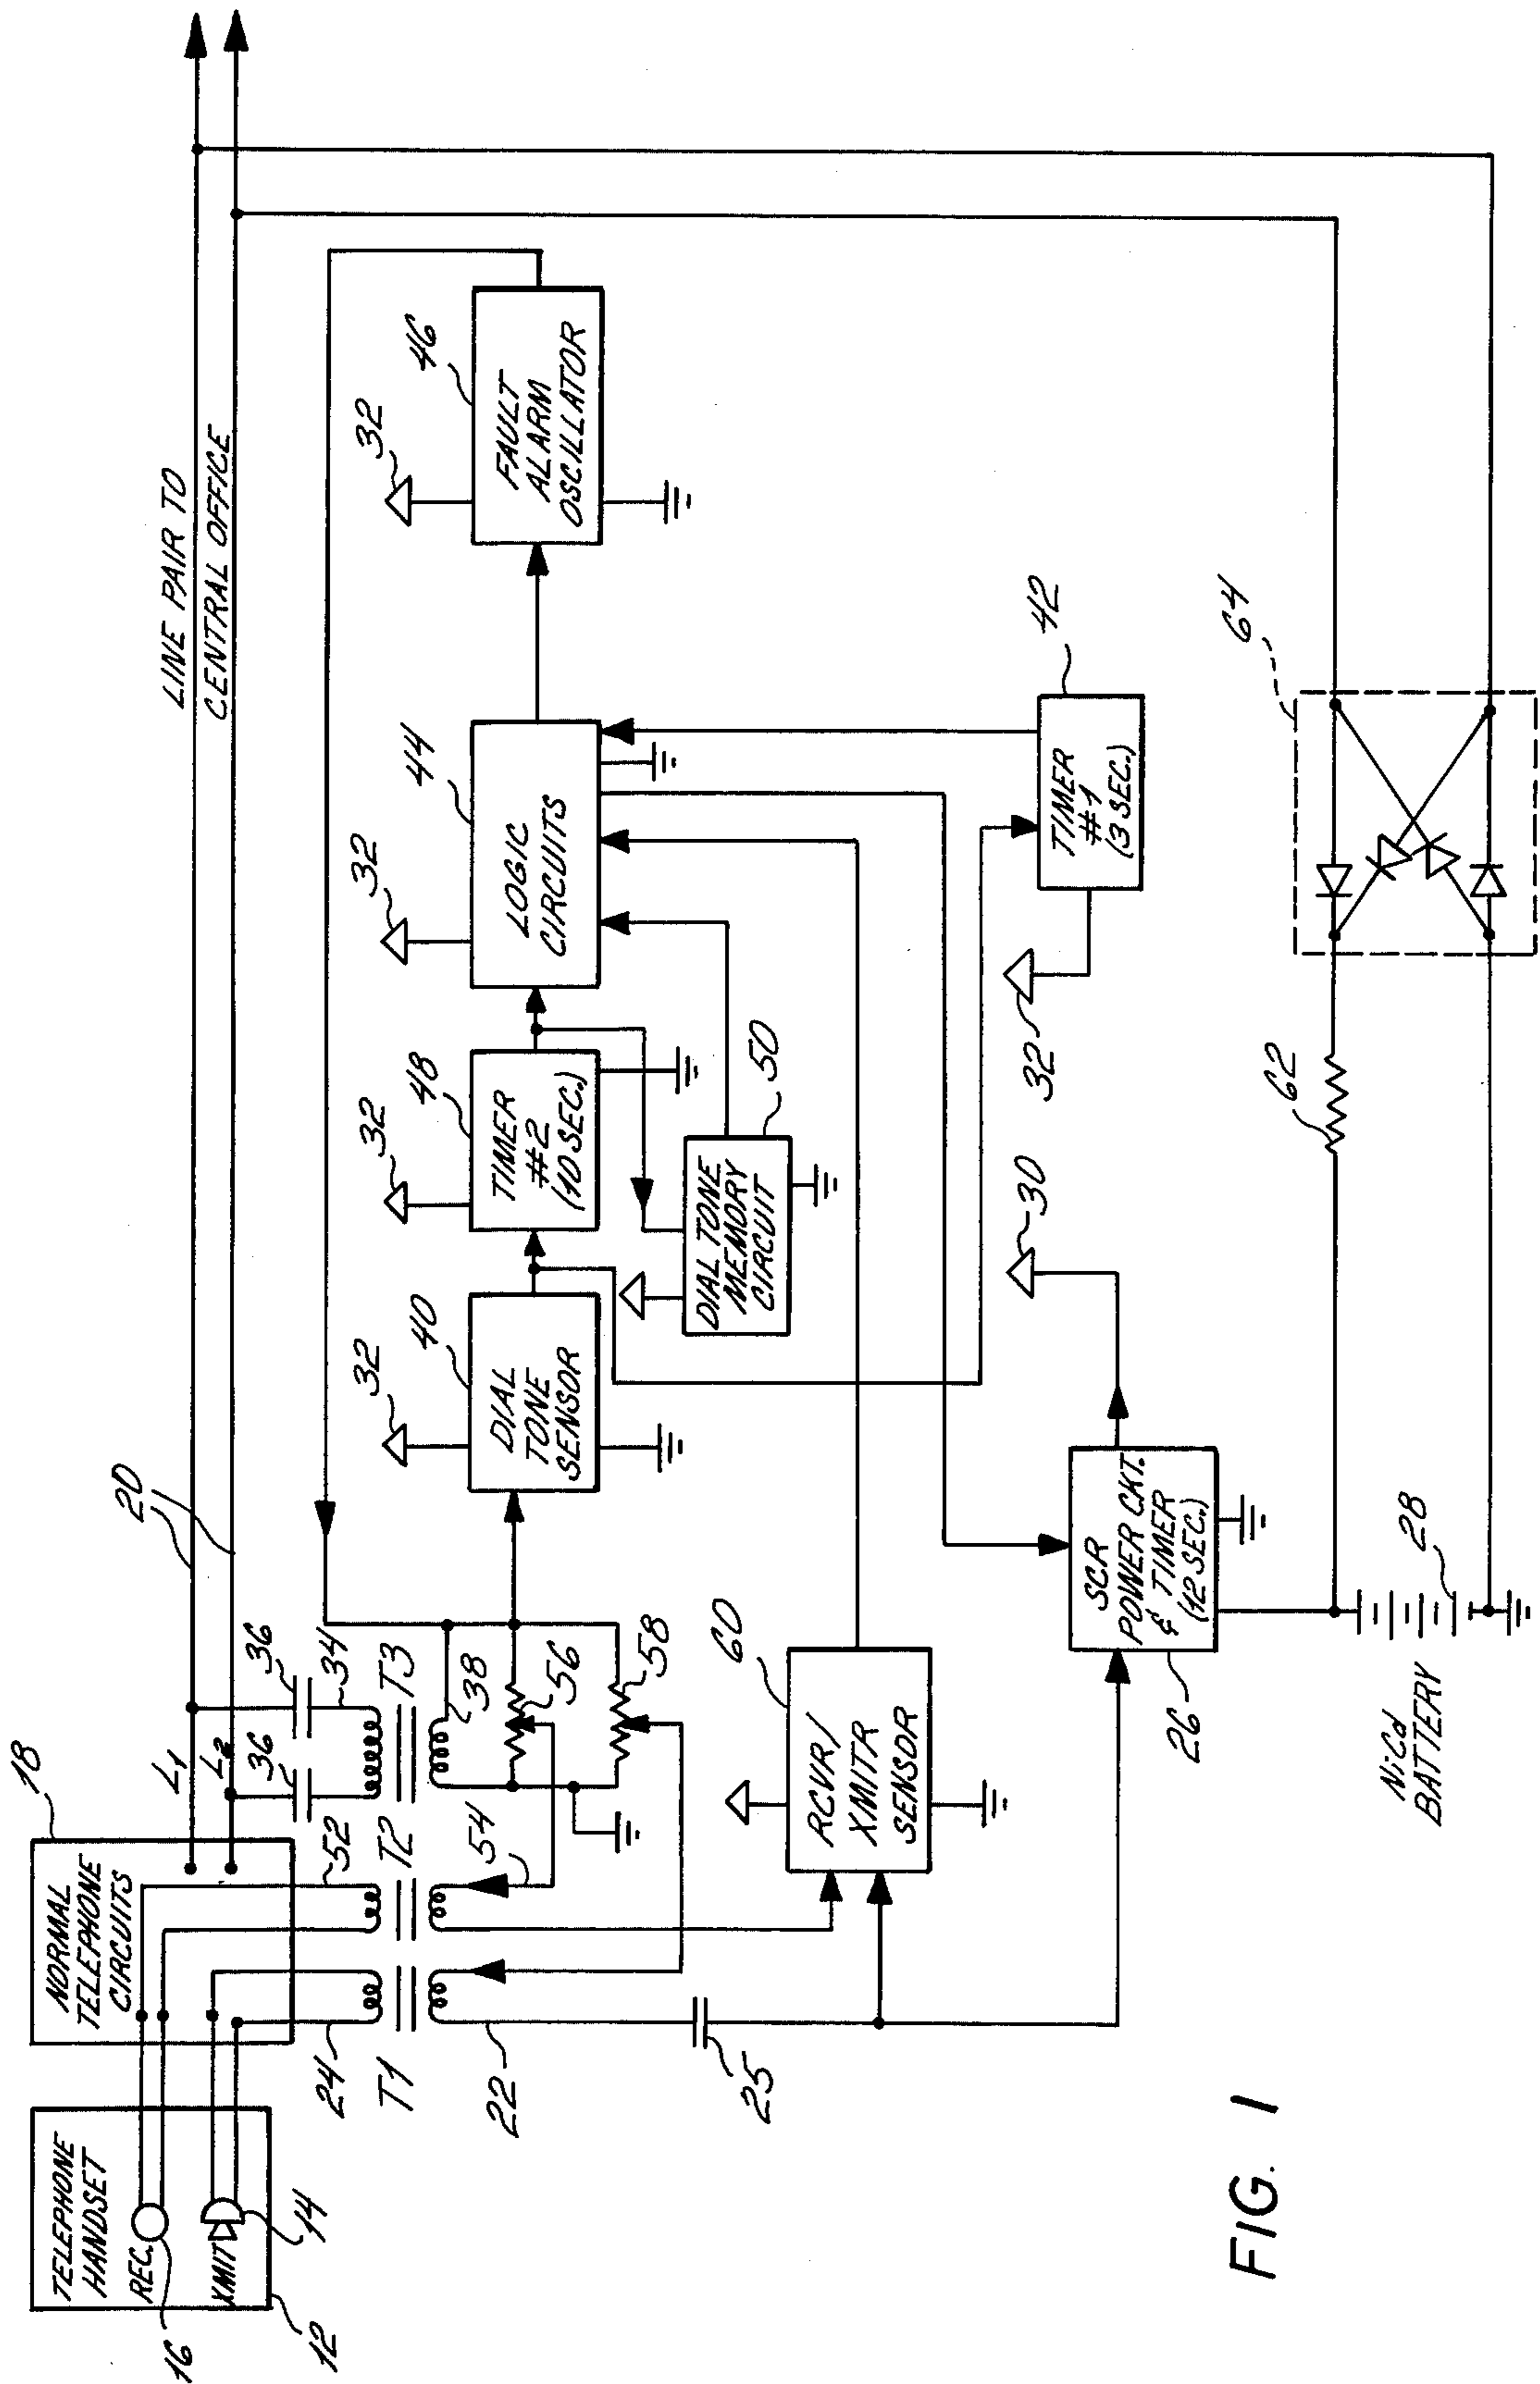 LINE PAIR TO
CENTRAL OFFICE
20
18
NORMAL
TELEPHONE
CIRCUITS
L1
L2
TELEPHONE
HANDSET
REC.
XMIT
16
14
12
36
36
34
52
24
T1
T2
T3
38
54
56
58
22
25
32
40
DIAL
TONE
SENSOR
32
48
TIMER
#2
(10 SEC.)
32
44
LOGIC
CIRCUITS
32
46
FAULT
ALARM
OSCILLATOR
50
DIAL TONE
MEMORY
CIRCUIT
60
RCVR/
XMITR
SENSOR
42
TIMER
#1
(3 SEC.)
32
30
SCR
POWER CKT.
& TIMER
(12 SEC.)
26
NiCd
BATTERY
28
62
64
FIG. 1